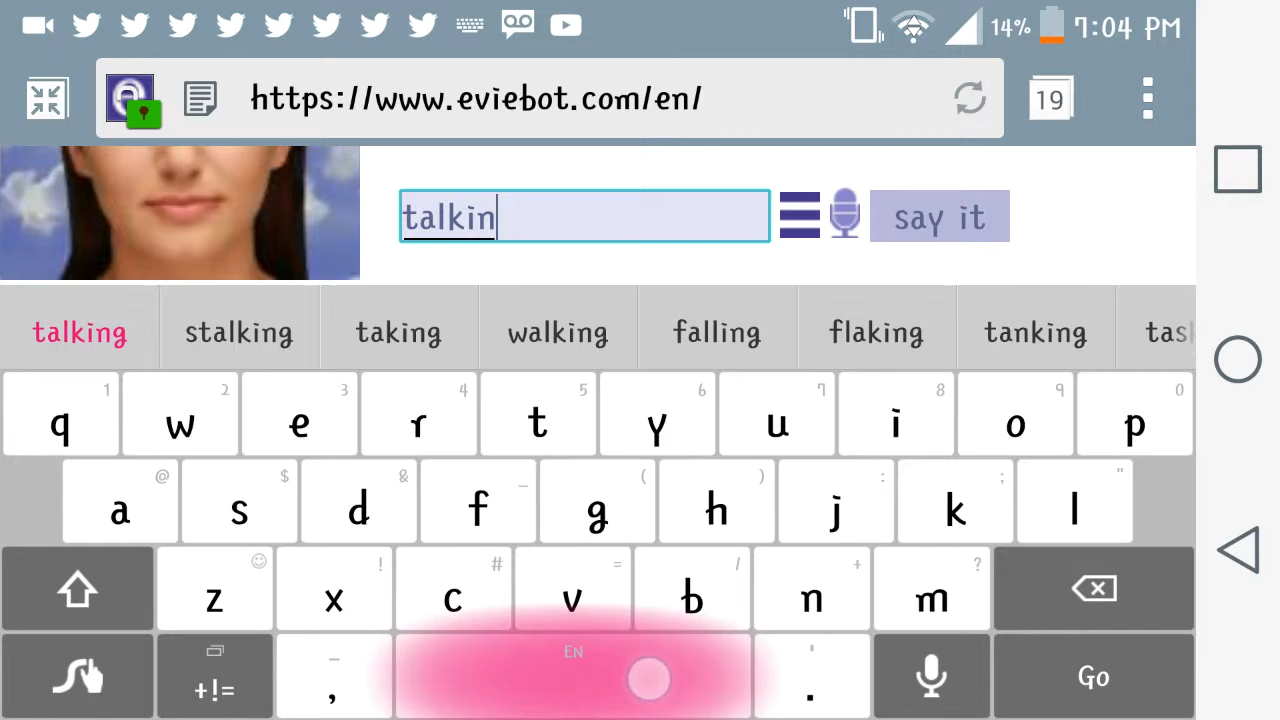 14% 7:04 PM
https://www.eviebot.com/en/ 19
talkin say it
talking stalking taking walking falling flaking tanking tas
1 2 3 4 5 6 7 8 9 0
q w e r t y u i o p
@ $ & _ ( ) : ; "
a s d f g h j k l
! # = / + ?
z x c v b n m
EN '
+!= , . Go